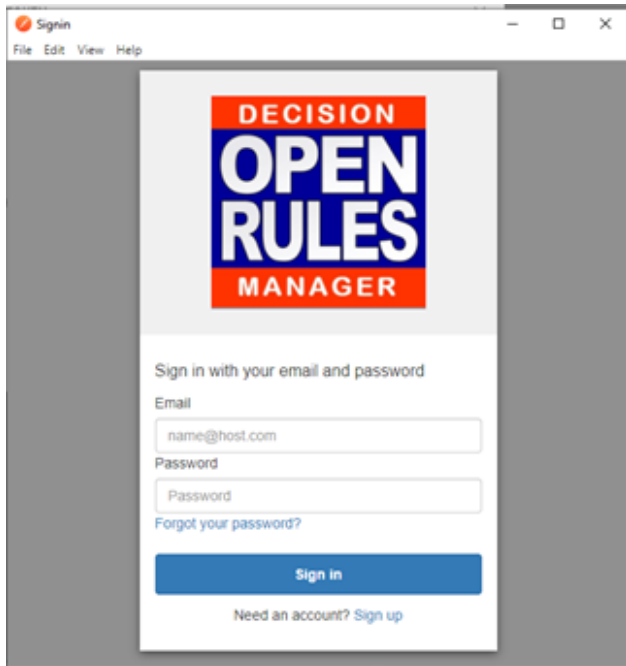 Signin
File Edit View Help
DECISION
OPEN
RULES
MANAGER
Sign in with your email and password
Email
name@host.com
Password
Password
Forgot your password?
Sign in
Need an account? Sign up